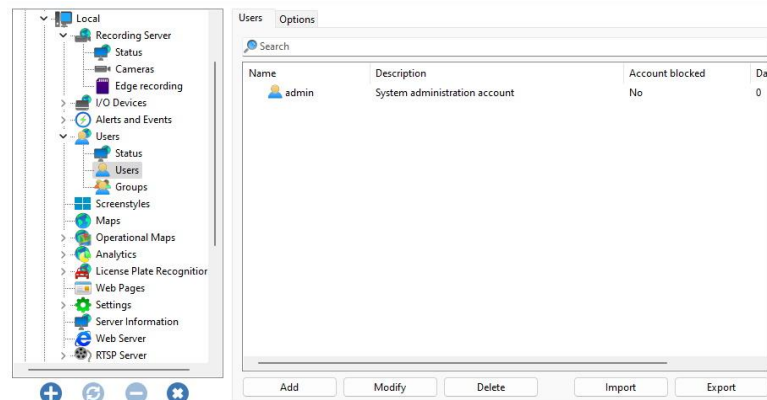 Local
Recording Server
Status
Cameras
Edge recording
I/O Devices
Alerts and Events
Users
Status
Users
Groups
Screenstyles
Maps
Operational Maps
Analytics
License Plate Recognition
Web Pages
Settings
Server Information
Web Server
RTSP Server
Users Options
Search
Name Description Account blocked Da
admin System administration account No 0
Add Modify Delete Import Export